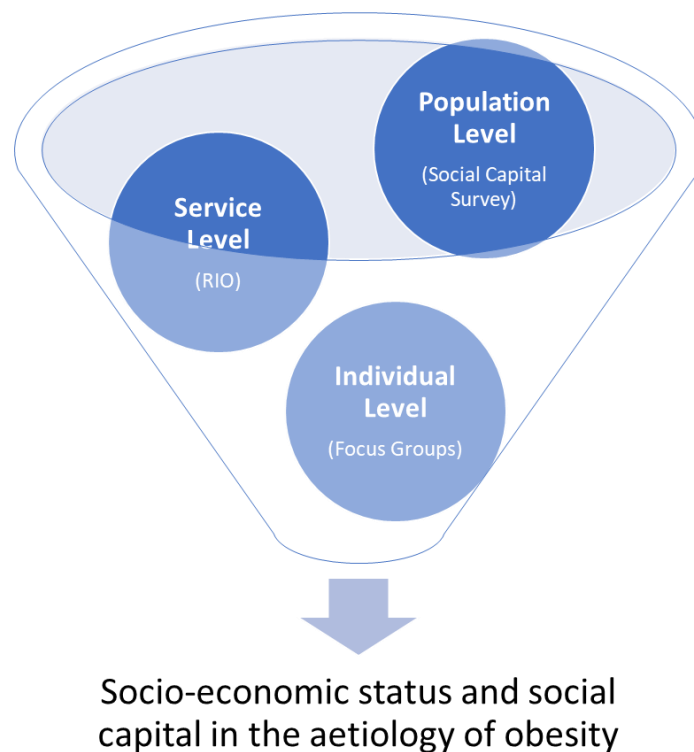 Population
Level
(Social Capital
Survey)
Service
Level
(RIO)
Individual
Level
(Focus Groups)
Socio-economic status and social
capital in the aetiology of obesity